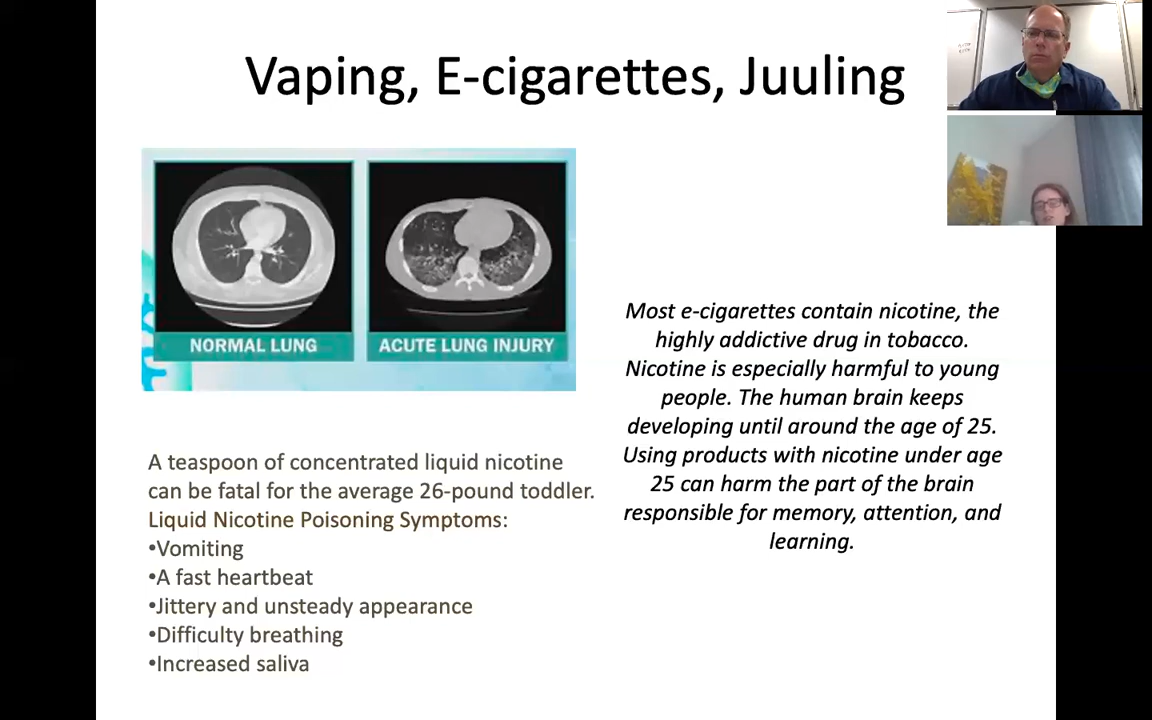 Vaping, E-cigarettes, Juuling
NORMAL LUNG
ACUTE LUNG INJURY
Most e-cigarettes contain nicotine, the
highly addictive drug in tobacco.
Nicotine is especially harmful to young
people. The human brain keeps
developing until around the age of 25.
Using products with nicotine under age
25 can harm the part of the brain
responsible for memory, attention, and
learning.
A teaspoon of concentrated liquid nicotine
can be fatal for the average 26-pound toddler.
Liquid Nicotine Poisoning Symptoms:
•Vomiting
•A fast heartbeat
•Jittery and unsteady appearance
•Difficulty breathing
•Increased saliva